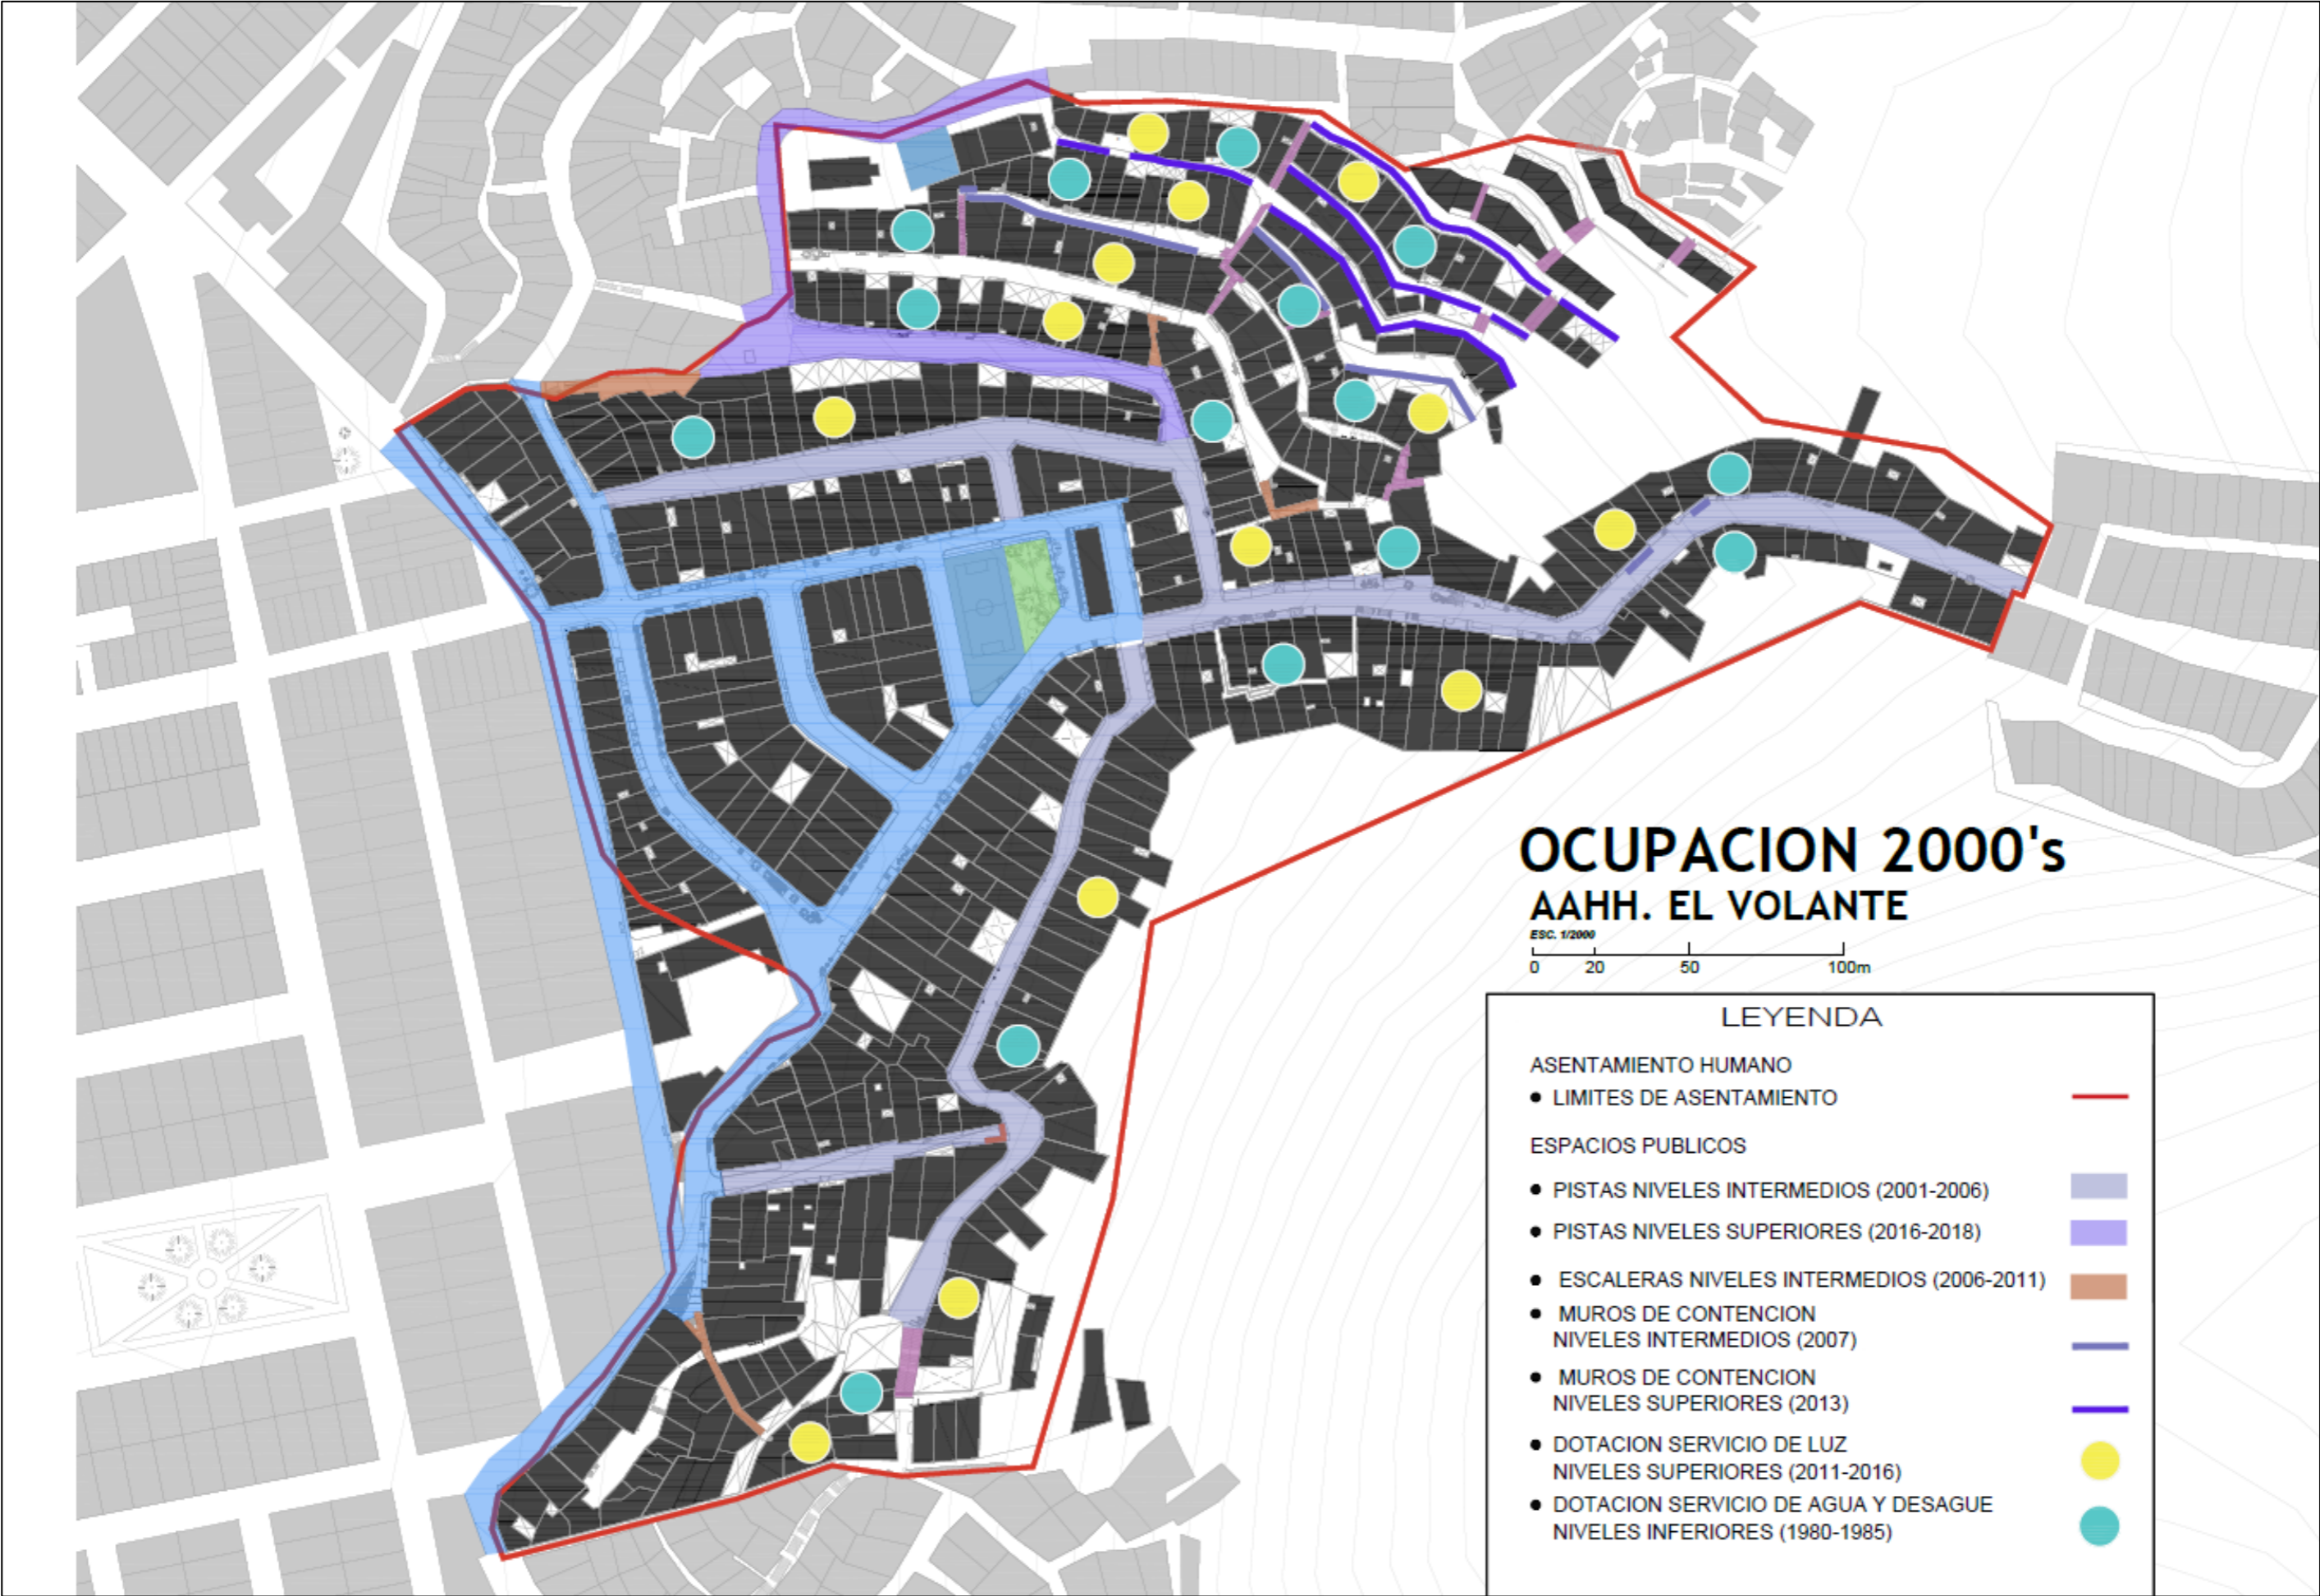 OCUPACION 2000's
AAHH. EL VOLANTE
ESC. 1/2000
0 20 50 100m
LEYENDA
ASENTAMIENTO HUMANO
● LIMITES DE ASENTAMIENTO
ESPACIOS PUBLICOS
● PISTAS NIVELES INTERMEDIOS (2001-2006)
● PISTAS NIVELES SUPERIORES (2016-2018)
● ESCALERAS NIVELES INTERMEDIOS (2006-2011)
● MUROS DE CONTENCION
NIVELES INTERMEDIOS (2007)
● MUROS DE CONTENCION
NIVELES SUPERIORES (2013)
● DOTACION SERVICIO DE LUZ
NIVELES SUPERIORES (2011-2016)
● DOTACION SERVICIO DE AGUA Y DESAGUE
NIVELES INFERIORES (1980-1985)